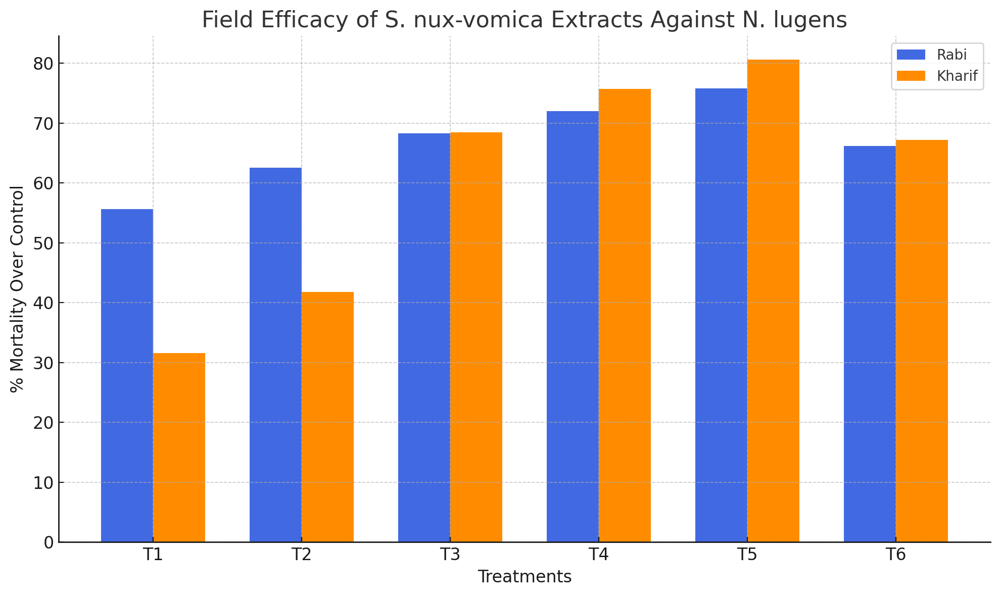 Field Efficacy of S. nux-vomica Extracts Against N. lugens
Rabi
Kharif
% Mortality Over Control
80
70
60
50
40
30
20
10
0
T1 T2 T3 T4 T5 T6
Treatments